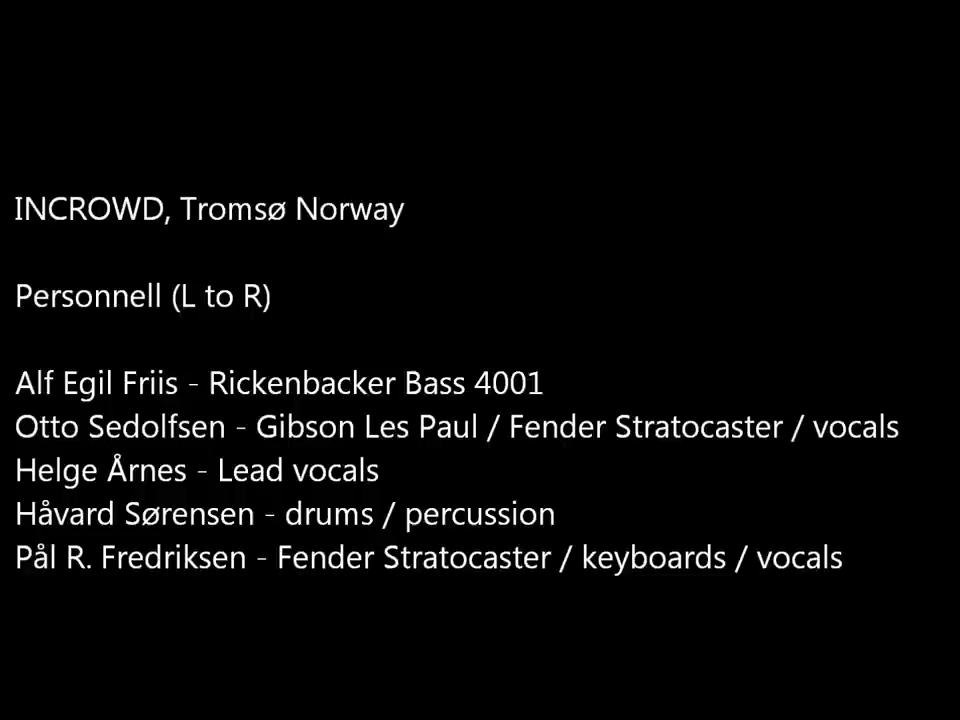 INCROWD, Tromsø Norway
Personnell (L to R)
Alf Egil Friis - Rickenbacker Bass 4001
Otto Sedolfsen - Gibson Les Paul / Fender Stratocaster / vocals
Helge Årnes - Lead vocals
Håvard Sørensen - drums / percussion
Pål R. Fredriksen - Fender Stratocaster / keyboards / vocals